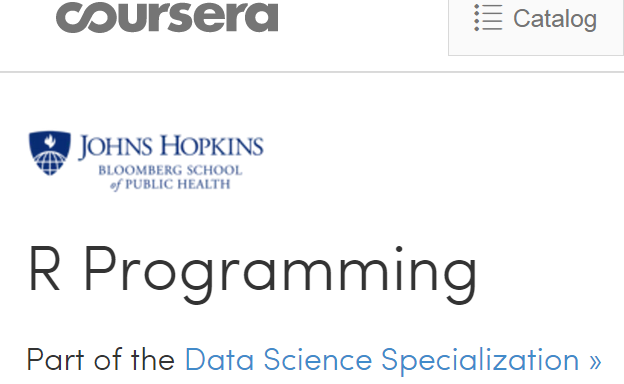 coursera
Catalog
JOHNS HOPKINS
BLOOMBERG SCHOOL
of PUBLIC HEALTH
R Programming
Part of the Data Science Specialization »